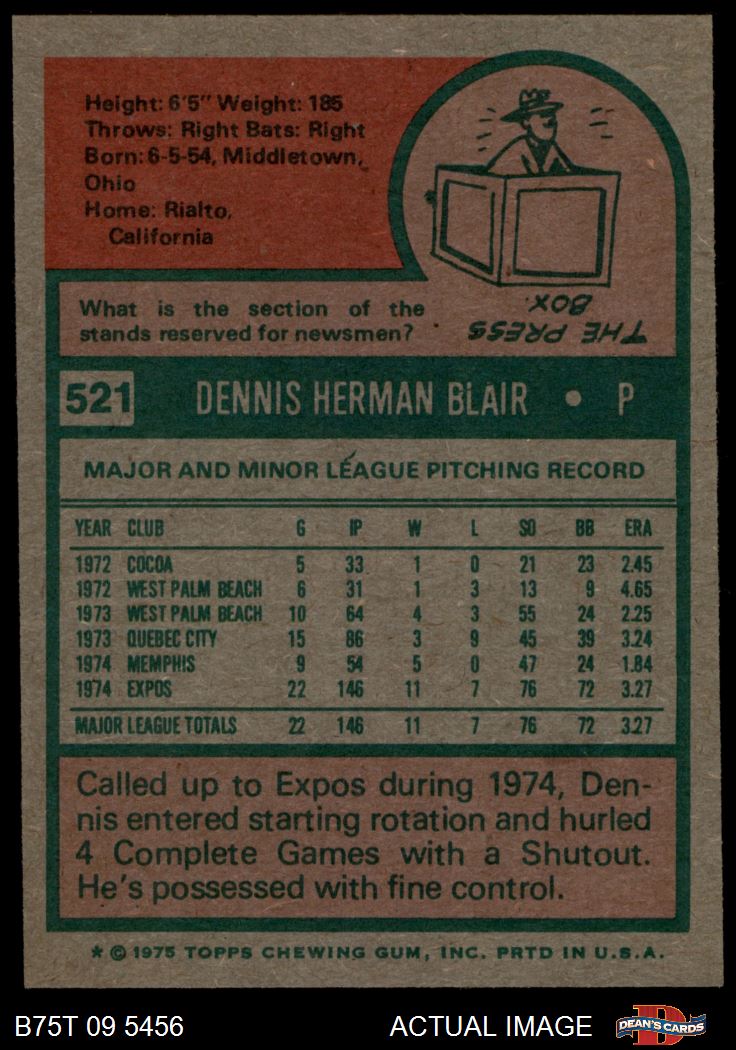 Height: 6'5" Weight: 185
Throws: Right Bats: Right
Born: 6-5-54, Middletown,
Ohio
Home: Rialto,
California
What is the section of the
stands reserved for newsmen?
THE PRESS
BOX
521 DENNIS HERMAN BLAIR • P
MAJOR AND MINOR LEAGUE PITCHING RECORD
YEAR CLUB G IP W L SO BB ERA
1972 COCOA 5 33 1 0 21 23 2.45
1972 WEST PALM BEACH 6 31 1 3 13 9 4.65
1973 WEST PALM BEACH 10 64 4 3 55 24 2.25
1973 QUEBEC CITY 15 86 3 9 45 39 3.24
1974 MEMPHIS 9 54 5 0 47 24 1.84
1974 EXPOS 22 146 11 7 76 72 3.27
MAJOR LEAGUE TOTALS 22 146 11 7 76 72 3.27
Called up to Expos during 1974, Den-
nis entered starting rotation and hurled
4 Complete Games with a Shutout.
He's possessed with fine control.
* © 1975 TOPPS CHEWING GUM, INC. PRTD IN U.S.A.
B75T 09 5456 ACTUAL IMAGE DEAN'S CARDS